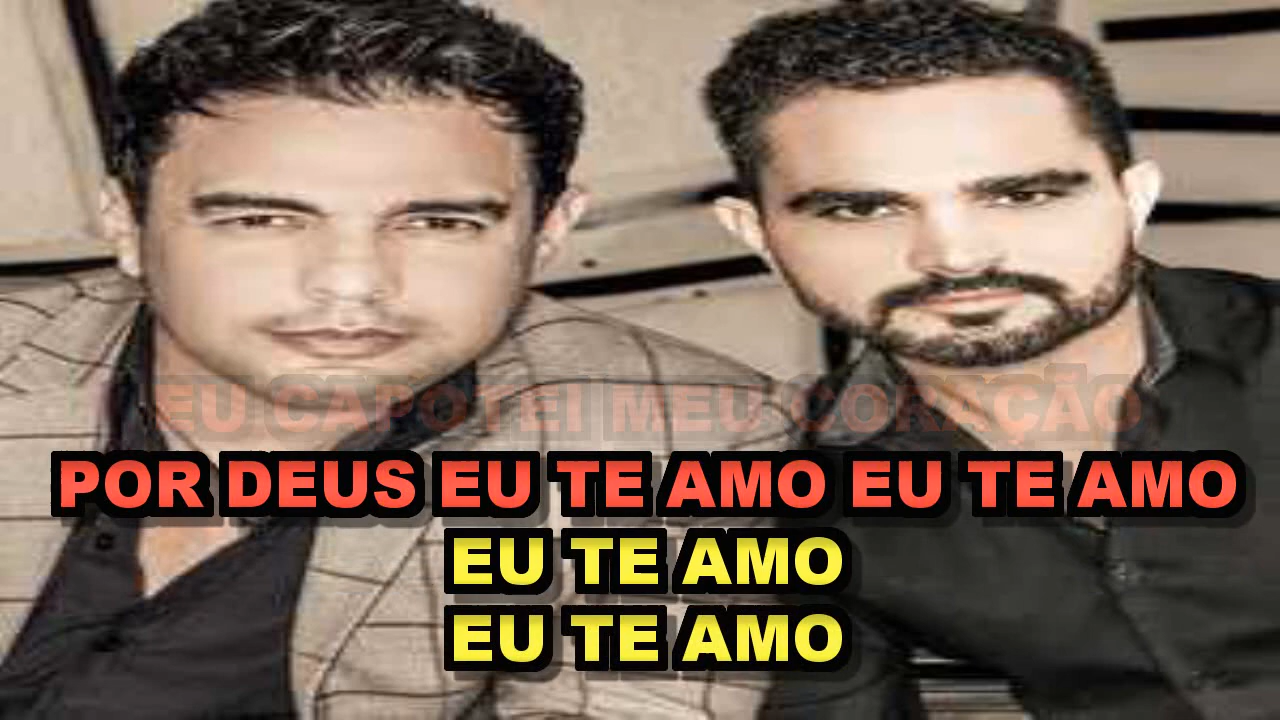 EU CAPOTEI MEU CORAÇÃO
POR DEUS EU TE AMO EU TE AMO
EU TE AMO
EU TE AMO